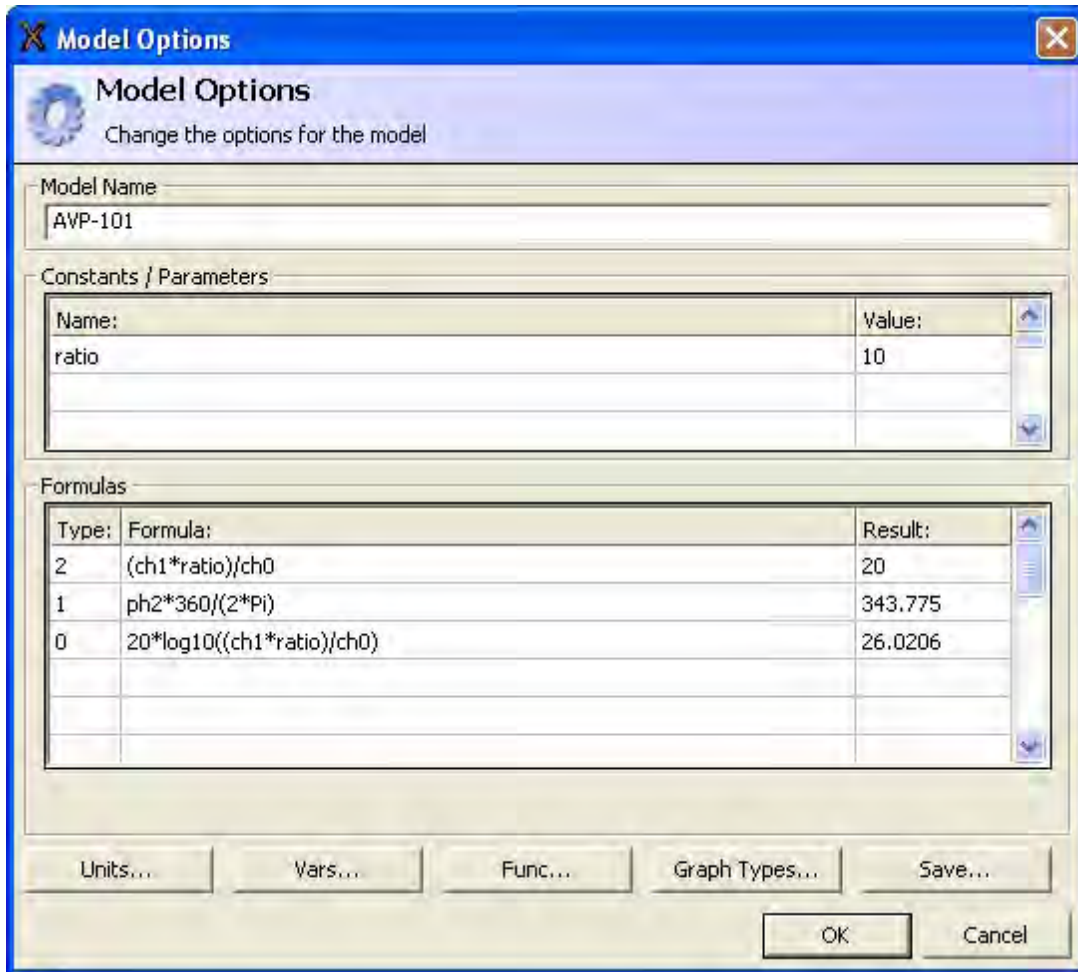 Model Options
Model Options
Change the options for the model
Model Name
AVP-101
Constants / Parameters
Name: Value:
ratio 10
Formulas
Type: Formula: Result:
2 (ch1*ratio)/ch0 20
1 ph2*360/(2*Pi) 343.775
0 20*log10((ch1*ratio)/ch0) 26.0206
Units... Vars... Func... Graph Types... Save...
OK Cancel